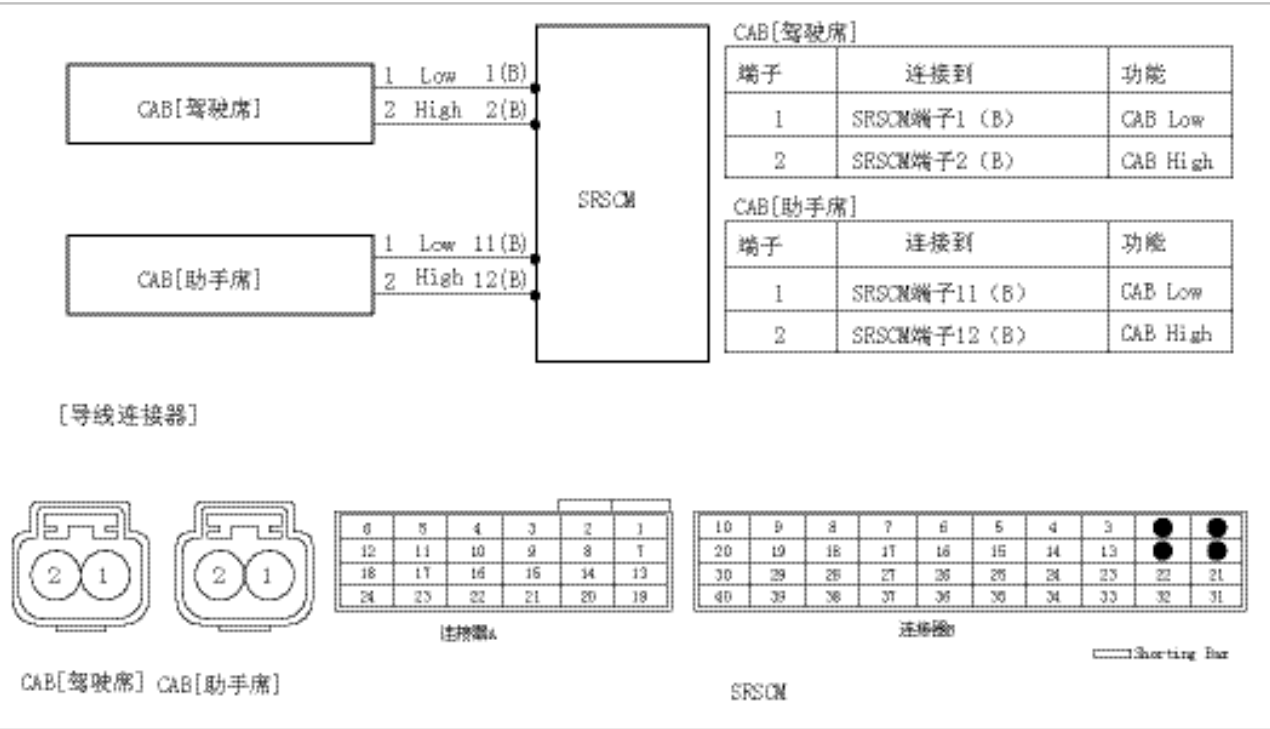 CAB[驾驶席]
1 Low 1(B)
2 High 2(B)
CAB[助手席]
1 Low 11(B)
2 High 12(B)
SRSCM
CAB[驾驶席]
端子 连接到 功能
1 SRSCM端子1（B） CAB Low
2 SRSCM端子2（B） CAB High
CAB[助手席]
端子 连接到 功能
1 SRSCM端子11（B） CAB Low
2 SRSCM端子12（B） CAB High
[导线连接器]
2 1
2 1
6 5 4 3 2 1
12 11 10 9 8 7
18 17 16 15 14 13
24 23 22 21 20 19
10 9 8 7 6 5 4 3
20 19 18 17 16 15 14 13
30 29 28 27 26 25 24 23 22 21
40 39 38 37 36 35 34 33 32 31
连接器A
连接器B
Shorting Bar
CAB[驾驶席] CAB[助手席]
SRSCM